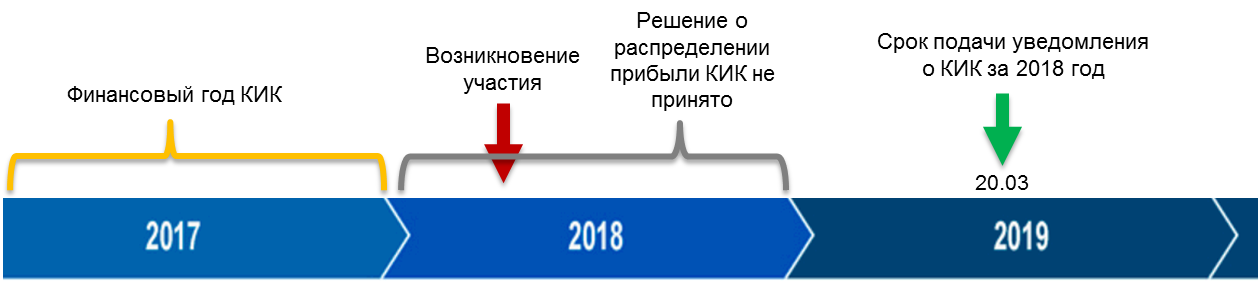 Финансовый год КИК
Возникновение
участия
Решение о
распределении
прибыли КИК не
принято
Срок подачи уведомления
о КИК за 2018 год
20.03
2017
2018
2019